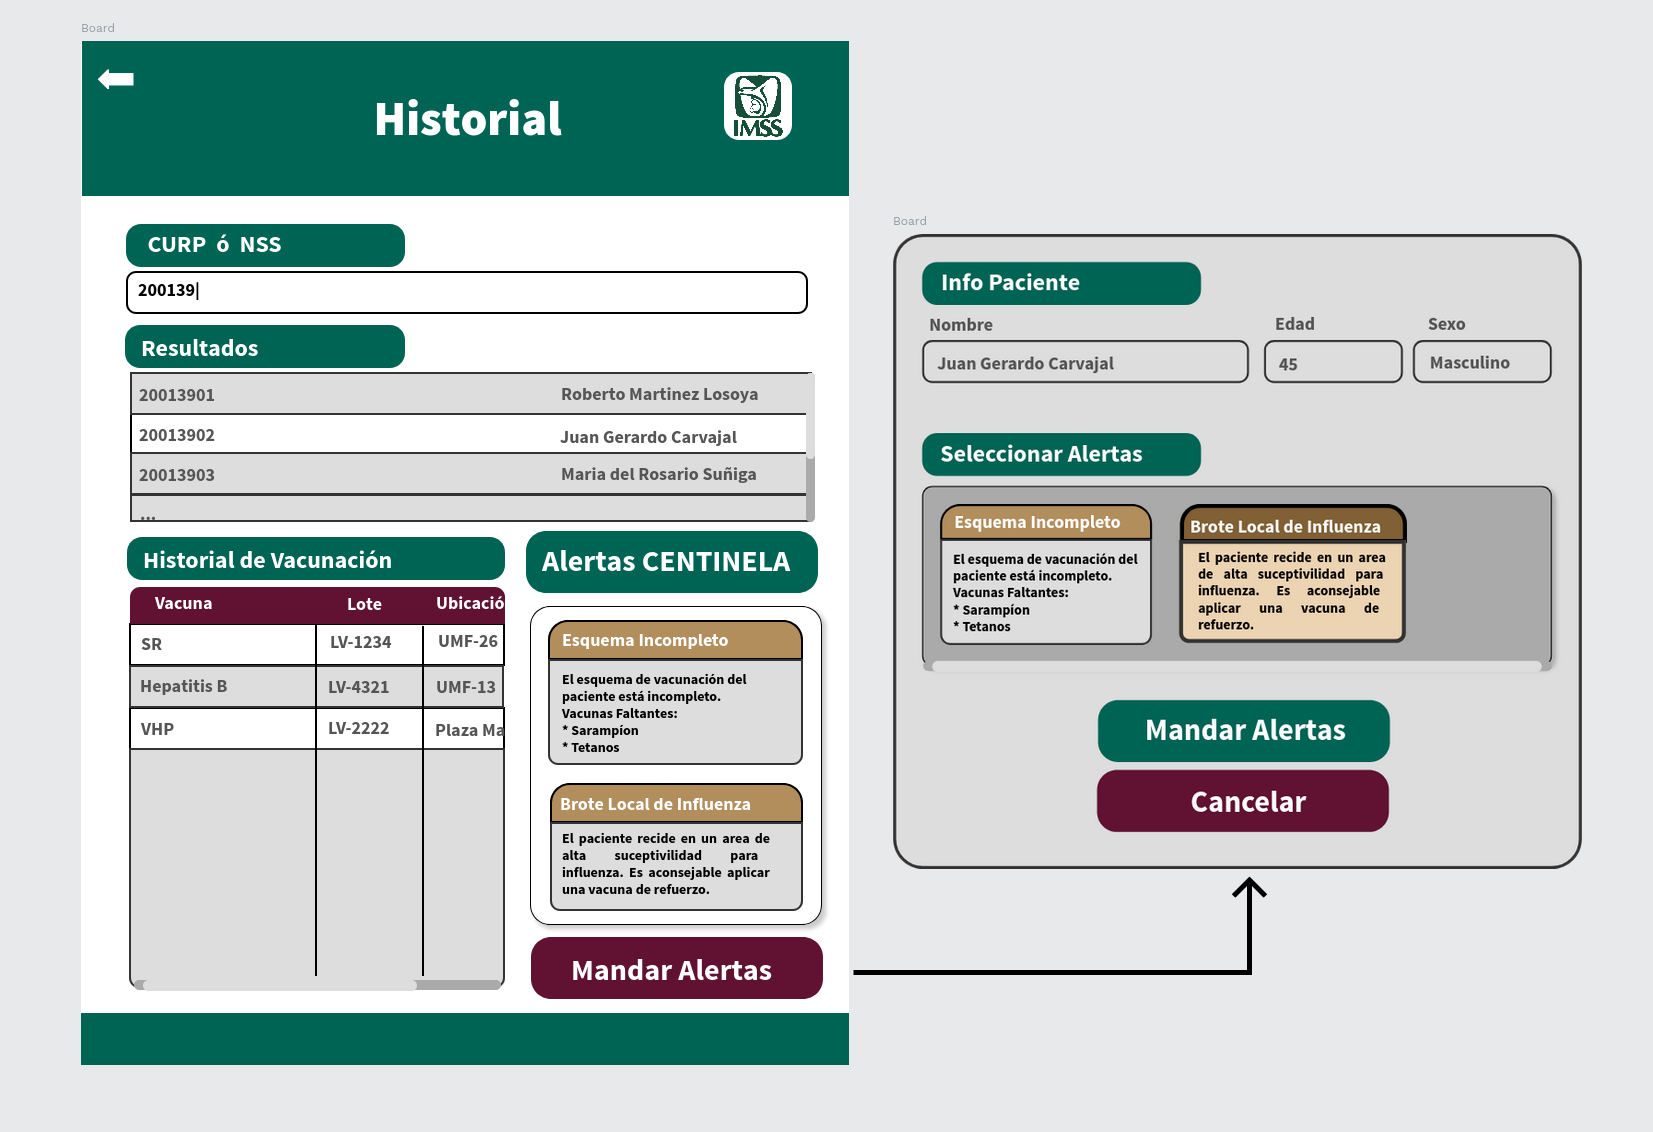 Board
Historial
IMSS
CURP ó NSS
200139|
Resultados
20013901 Roberto Martinez Losoya
20013902 Juan Gerardo Carvajal
20013903 Maria del Rosario Suñiga
...
Historial de Vacunación
Vacuna Lote Ubicació
SR LV-1234 UMF-26
Hepatitis B LV-4321 UMF-13
VHP LV-2222 Plaza Ma
Alertas CENTINELA
Esquema Incompleto
El esquema de vacunación del
paciente está incompleto.
Vacunas Faltantes:
* Sarampíon
* Tetanos
Brote Local de Influenza
El paciente recide en un area de
alta suceptivilidad para
influenza. Es aconsejable aplicar
una vacuna de refuerzo.
Mandar Alertas
Board
Info Paciente
Nombre Edad Sexo
Juan Gerardo Carvajal 45 Masculino
Seleccionar Alertas
Esquema Incompleto
El esquema de vacunación del
paciente está incompleto.
Vacunas Faltantes:
* Sarampíon
* Tetanos
Brote Local de Influenza
El paciente recide en un area
de alta suceptivilidad para
influenza. Es aconsejable
aplicar una vacuna de
refuerzo.
Mandar Alertas
Cancelar